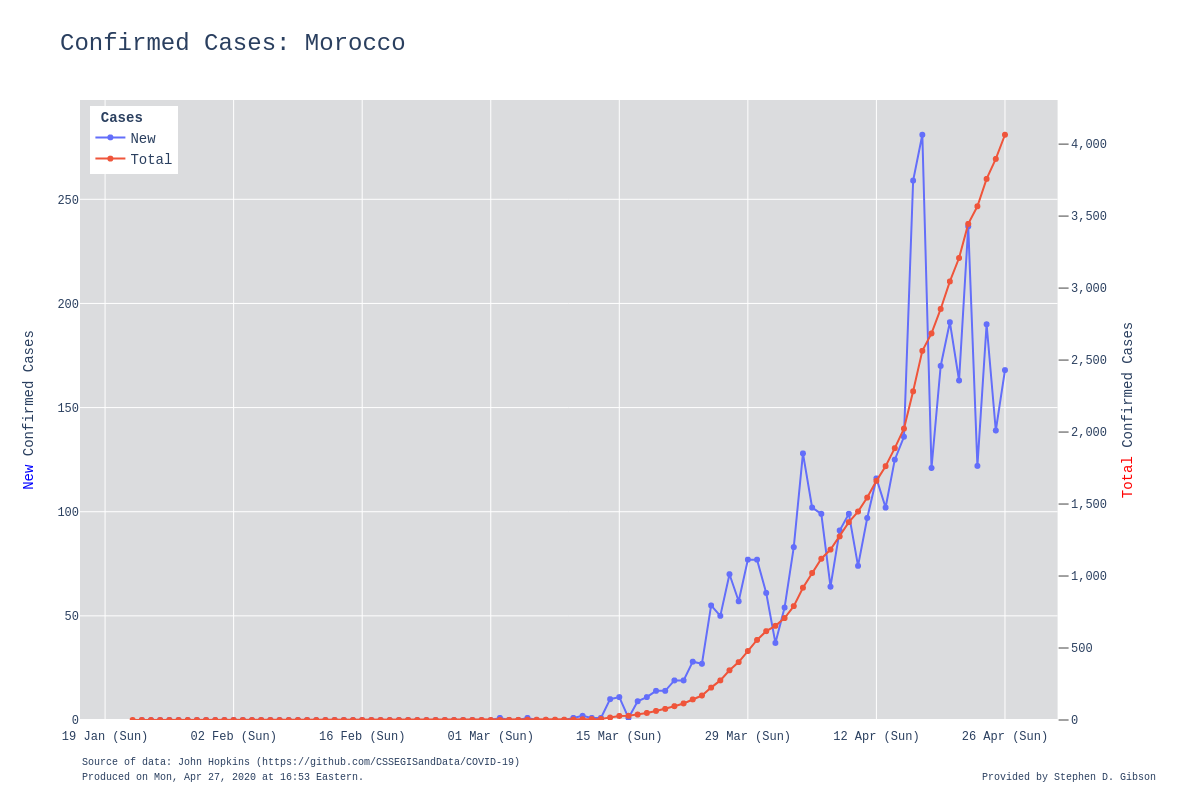 Confirmed Cases: Morocco
Cases
New
Total
250
200
150
100
50
0
4,000
3,500
3,000
2,500
2,000
1,500
1,000
500
0
New Confirmed Cases
Total Confirmed Cases
19 Jan (Sun) 02 Feb (Sun) 16 Feb (Sun) 01 Mar (Sun) 15 Mar (Sun) 29 Mar (Sun) 12 Apr (Sun) 26 Apr (Sun)
Source of data: John Hopkins (https://github.com/CSSEGISandData/COVID-19)
Produced on Mon, Apr 27, 2020 at 16:53 Eastern.
Provided by Stephen D. Gibson